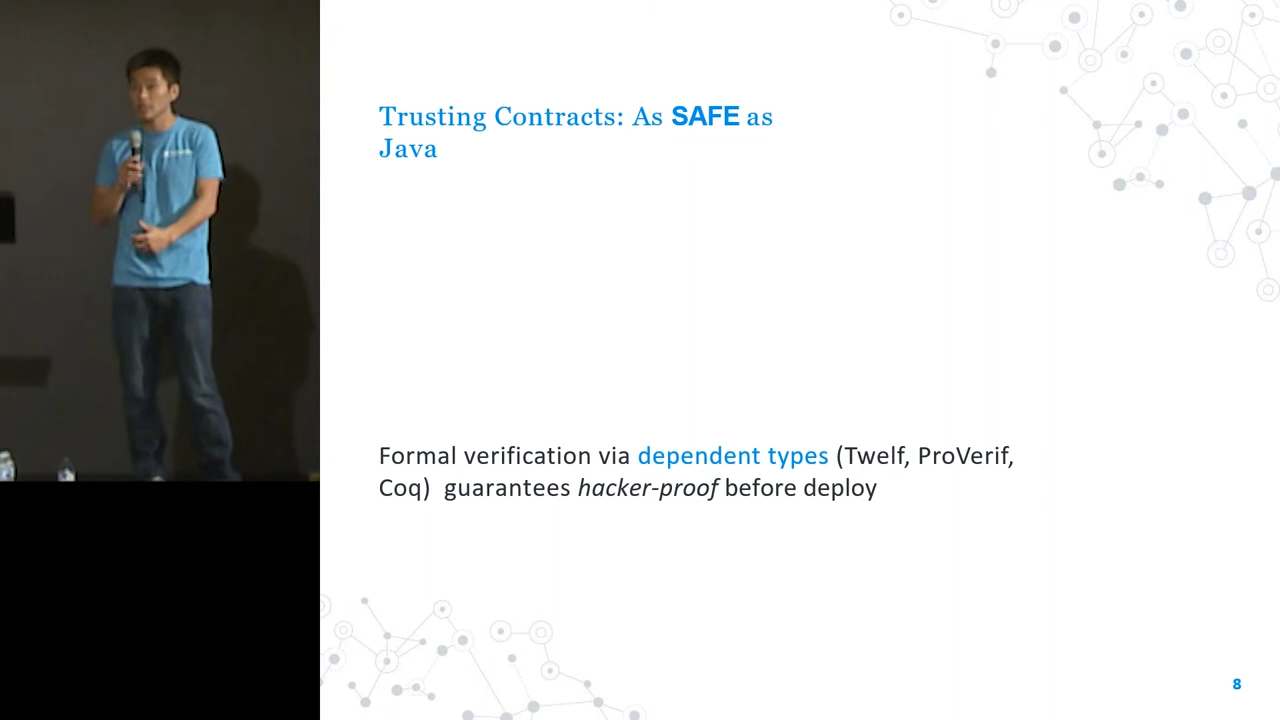 Trusting Contracts: As SAFE as
Java
Formal verification via dependent types (Twelf, ProVerif,
Coq) guarantees hacker-proof before deploy
8